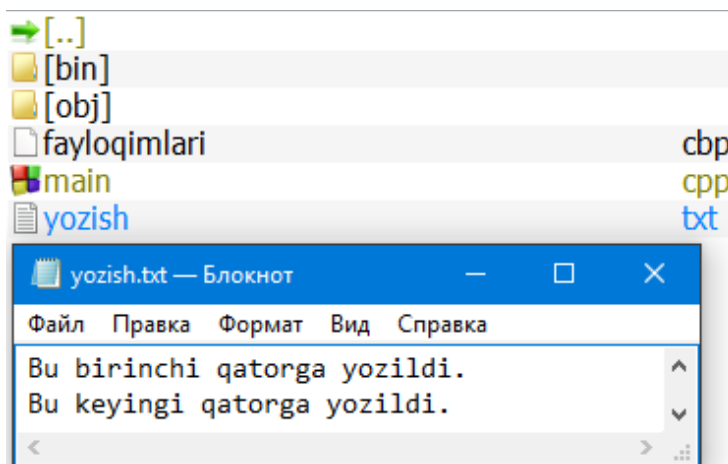 [..]
[bin]
[obj]
fayloqimlari cbp
main cpp
yozish txt
yozish.txt — Блокнот
Файл Правка Формат Вид Справка
Bu birinchi qatorga yozildi.
Bu keyingi qatorga yozildi.